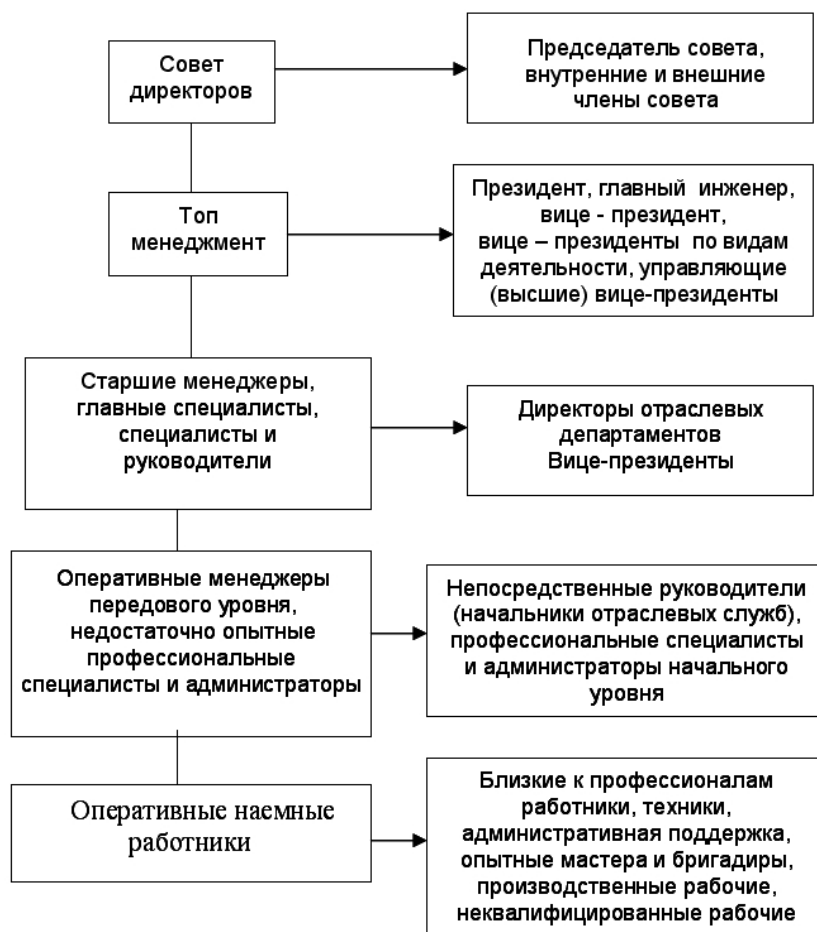 Совет
директоров
Председатель совета,
внутренние и внешние
члены совета
Топ
менеджмент
Президент, главный инженер,
вице - президент,
вице – президенты по видам
деятельности, управляющие
(высшие) вице-президенты
Старшие менеджеры,
главные специалисты,
специалисты и
руководители
Директоры отраслевых
департаментов
Вице-президенты
Оперативные менеджеры
передового уровня,
недостаточно опытные
профессиональные
специалисты и администраторы
Непосредственные руководители
(начальники отраслевых служб),
профессиональные специалисты
и администраторы начального
уровня
Оперативные наемные
работники
Близкие к профессионалам
работники, техники,
административная поддержка,
опытные мастера и бригадиры,
производственные рабочие,
неквалифицированные рабочие